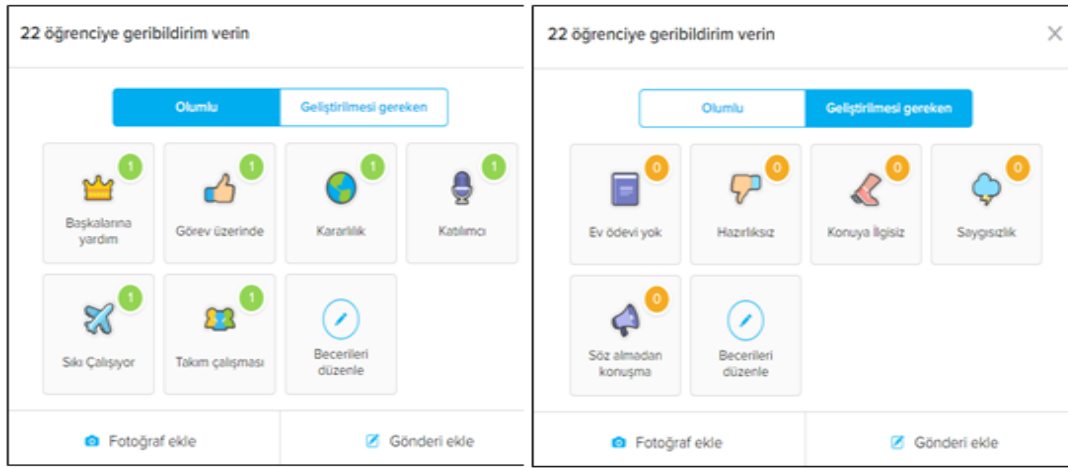 22 öğrenciye geribildirim verin
Olumlu
Geliştirilmesi gereken
1
1
1
1
Başkalarına
yardım
Görev üzerinde
Kararlılık
Katılımcı
1
1
Sıkı Çalışıyor
Takım çalışması
Becerileri
düzenle
Fotoğraf ekle
Gönderi ekle
22 öğrenciye geribildirim verin
Olumlu
Geliştirilmesi gereken
0
0
0
0
Ev ödevi yok
Hazırlıksız
Konuya İlgisiz
Saygısızlık
0
Söz almadan
konuşma
Becerileri
düzenle
Fotoğraf ekle
Gönderi ekle